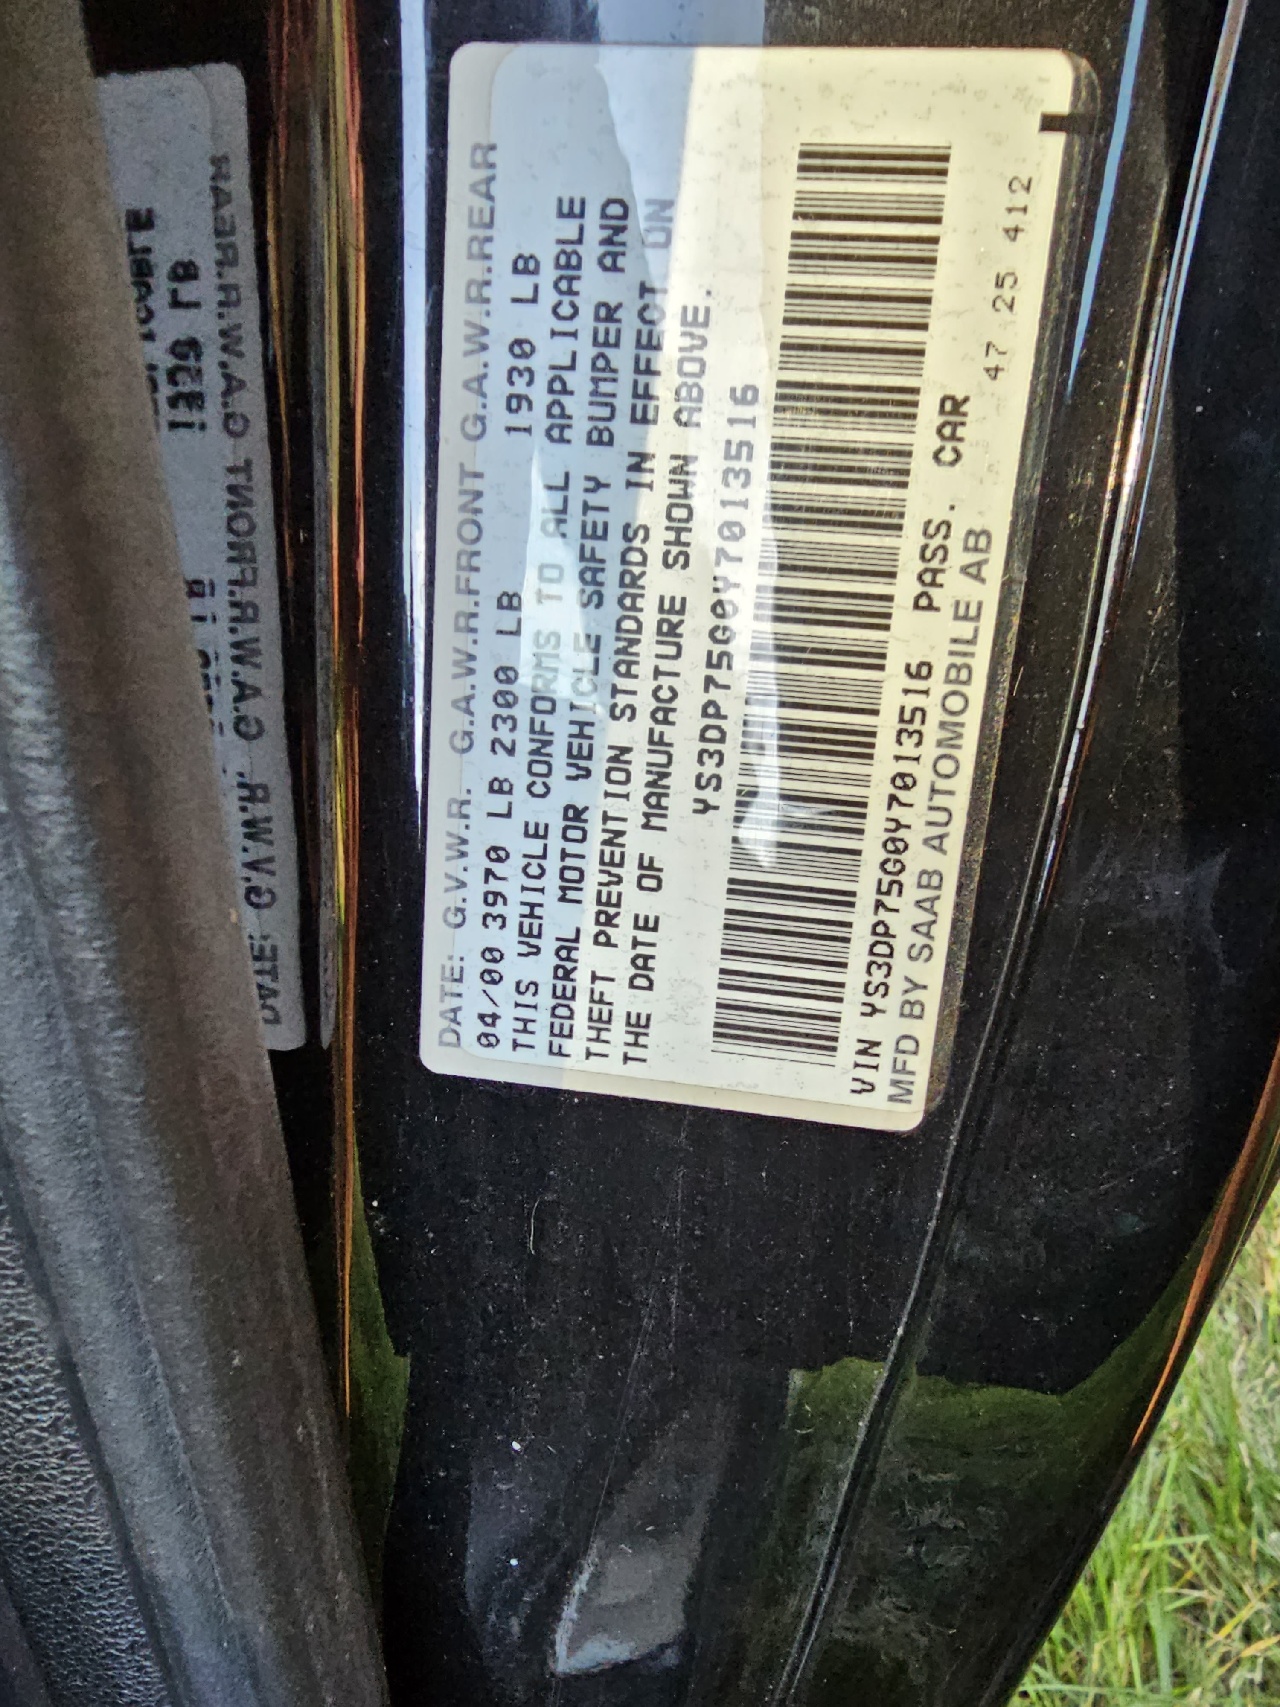 DATE: G.V.W.R. G.A.W.R.FRONT G.A.W.R.REAR
04/00 3970 LB 2300 LB 1930 LB
THIS VEHICLE CONFORMS TO ALL APPLICABLE
FEDERAL MOTOR VEHICLE SAFETY BUMPER AND
THEFT PREVENTION STANDARDS IN EFFECT ON
THE DATE OF MANUFACTURE SHOWN ABOVE.
YS3DP75G0Y7013516
VIN YS3DP75G0Y7013516 PASS. CAR
MFD BY SAAB AUTOMOBILE AB
47 25 412